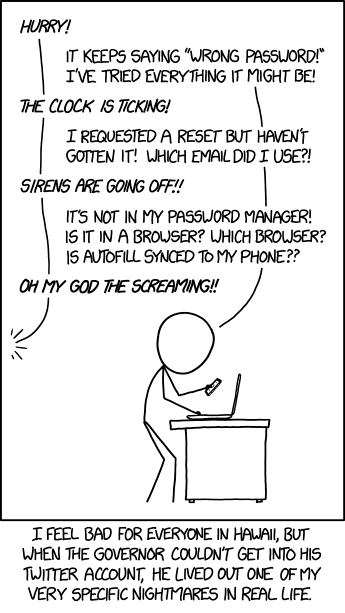 HURRY!
IT KEEPS SAYING "WRONG PASSWORD!"
I'VE TRIED EVERYTHING IT MIGHT BE!
THE CLOCK IS TICKING!
I REQUESTED A RESET BUT HAVEN'T
GOTTEN IT! WHICH EMAIL DID I USE?!
SIRENS ARE GOING OFF!!
IT'S NOT IN MY PASSWORD MANAGER!
IS IT IN A BROWSER? WHICH BROWSER?
IS AUTOFILL SYNCED TO MY PHONE??
OH MY GOD THE SCREAMING!!
I FEEL BAD FOR EVERYONE IN HAWAII, BUT
WHEN THE GOVERNOR COULDN'T GET INTO HIS
TWITTER ACCOUNT, HE LIVED OUT ONE OF MY
VERY SPECIFIC NIGHTMARES IN REAL LIFE.